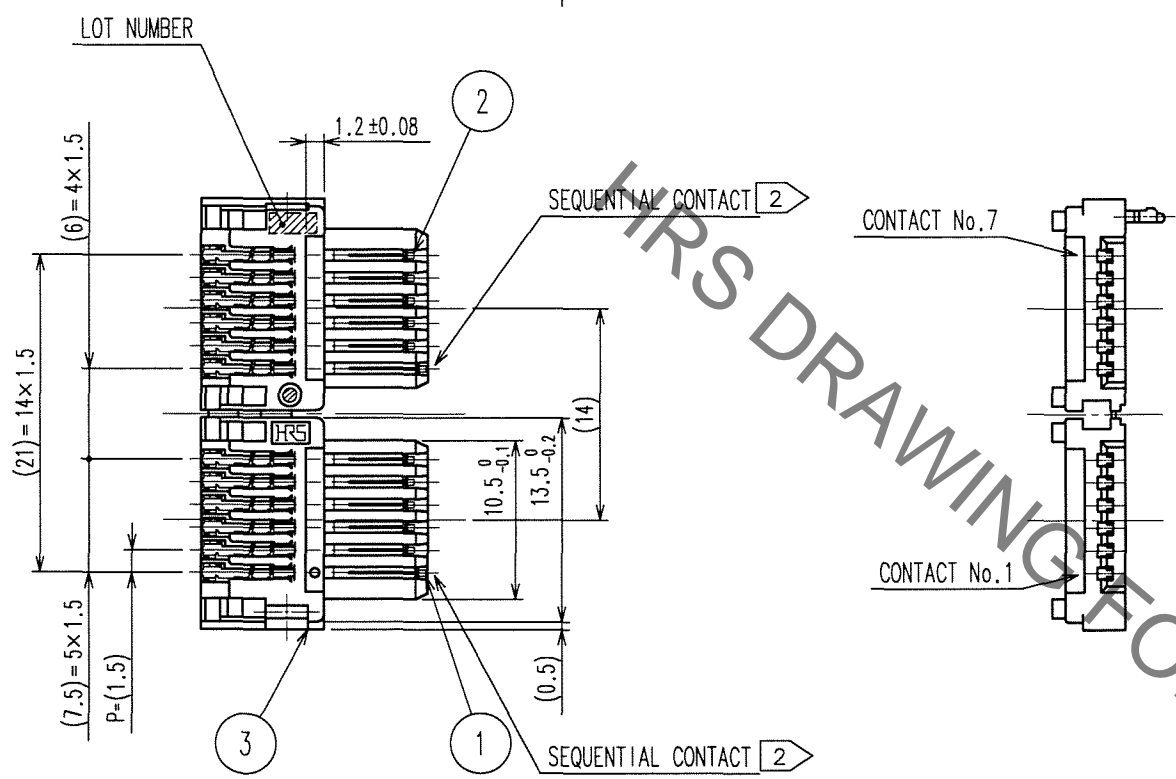 LOT NUMBER
2
1.2±0.08
(6)=4×1.5
SEQUENTIAL CONTACT 2
CONTACT No.7
(21)=14×1.5
(14)
HRS
10.5 0 -0.1
13.5 0 -0.2
CONTACT No.1
(7.5)=5×1.5
P=(1.5)
(0.5)
3
1
SEQUENTIAL CONTACT 2
HRS DRAWING FO